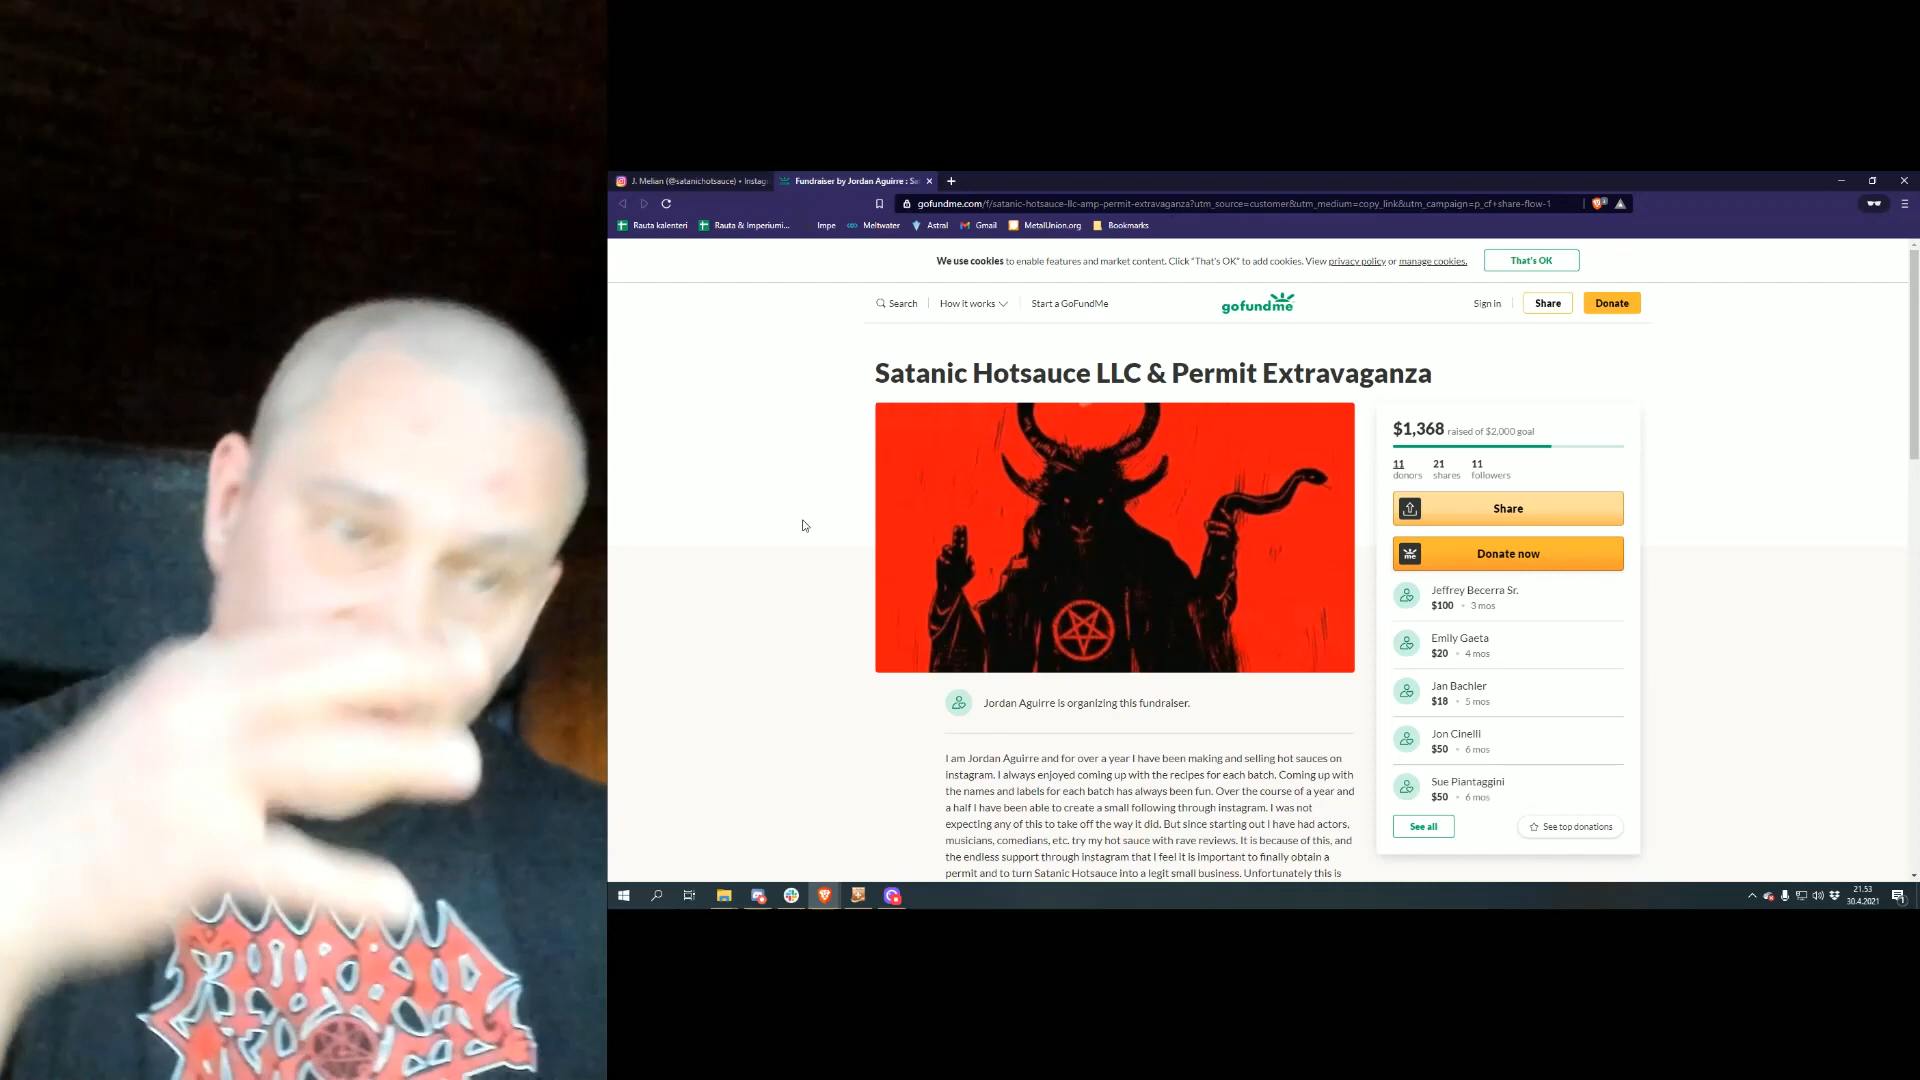 J. Melian (@satanichotsauce) • Instag
Fundraiser by Jordan Aguirre : Sa
gofundme.com/f/satanic-hotsauce-llc-amp-permit-extravaganza?utm_source=customer&utm_medium=copy_link&utm_campaign=p_cf+share-flow-1
Rauta kalenteri
Rauta & Imperiumi...
Impe
Meltwater
Astral
Gmail
MetalUnion.org
Bookmarks
We use cookies to enable features and market content. Click "That's OK" to add cookies. View privacy policy or manage cookies.
That's OK
Search
How it works
Start a GoFundMe
gofundme
Sign in
Share
Donate
Satanic Hotsauce LLC & Permit Extravaganza
$1,368 raised of $2,000 goal
11 21 11
donors shares followers
Share
me
Donate now
Jeffrey Becerra Sr.
$100 • 3 mos
Emily Gaeta
$20 • 4 mos
Jan Bachler
$18 • 5 mos
Jon Cinelli
$50 • 6 mos
Sue Piantaggini
$50 • 6 mos
See all
See top donations
Jordan Aguirre is organizing this fundraiser.
I am Jordan Aguirre and for over a year I have been making and selling hot sauces on
instagram. I always enjoyed coming up with the recipes for each batch. Coming up with
the names and labels for each batch has always been fun. Over the course of a year and
a half I have been able to create a small following through instagram. I was not
expecting any of this to take off the way it did. But since starting out I have had actors,
musicians, comedians, etc. try my hot sauce with rave reviews. It is because of this, and
the endless support through instagram that I feel it is important to finally obtain a
permit and to turn Satanic Hotsauce into a legit small business. Unfortunately this is
21.53
30.4.2021